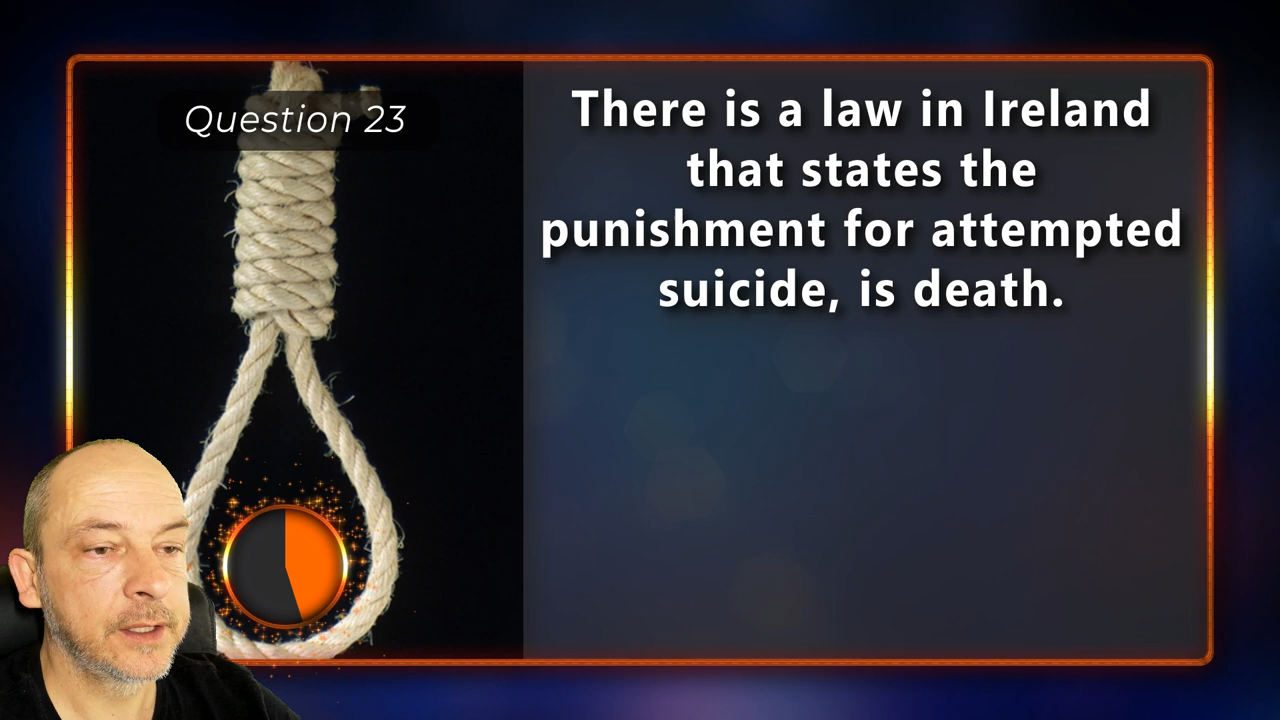 Question 23
There is a law in Ireland
that states the
punishment for attempted
suicide, is death.